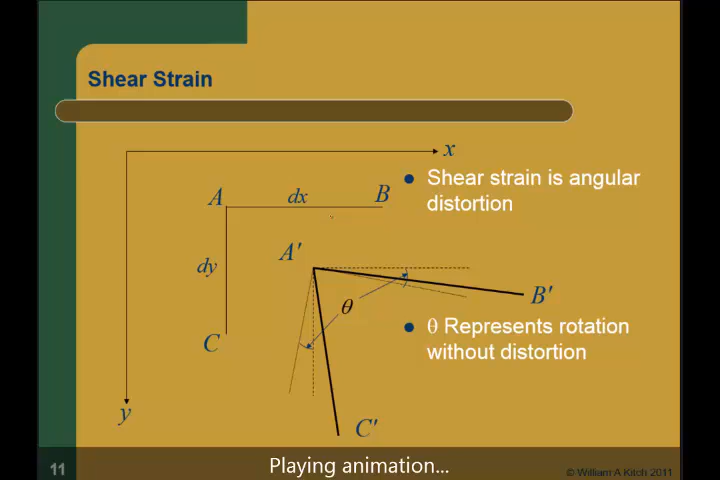 Shear Strain
x
A dx B
Shear strain is angular
distortion
A'
dy
B'
θ
θ Represents rotation
without distortion
C
y
C'
11
Playing animation...
© William A Kitch 2011